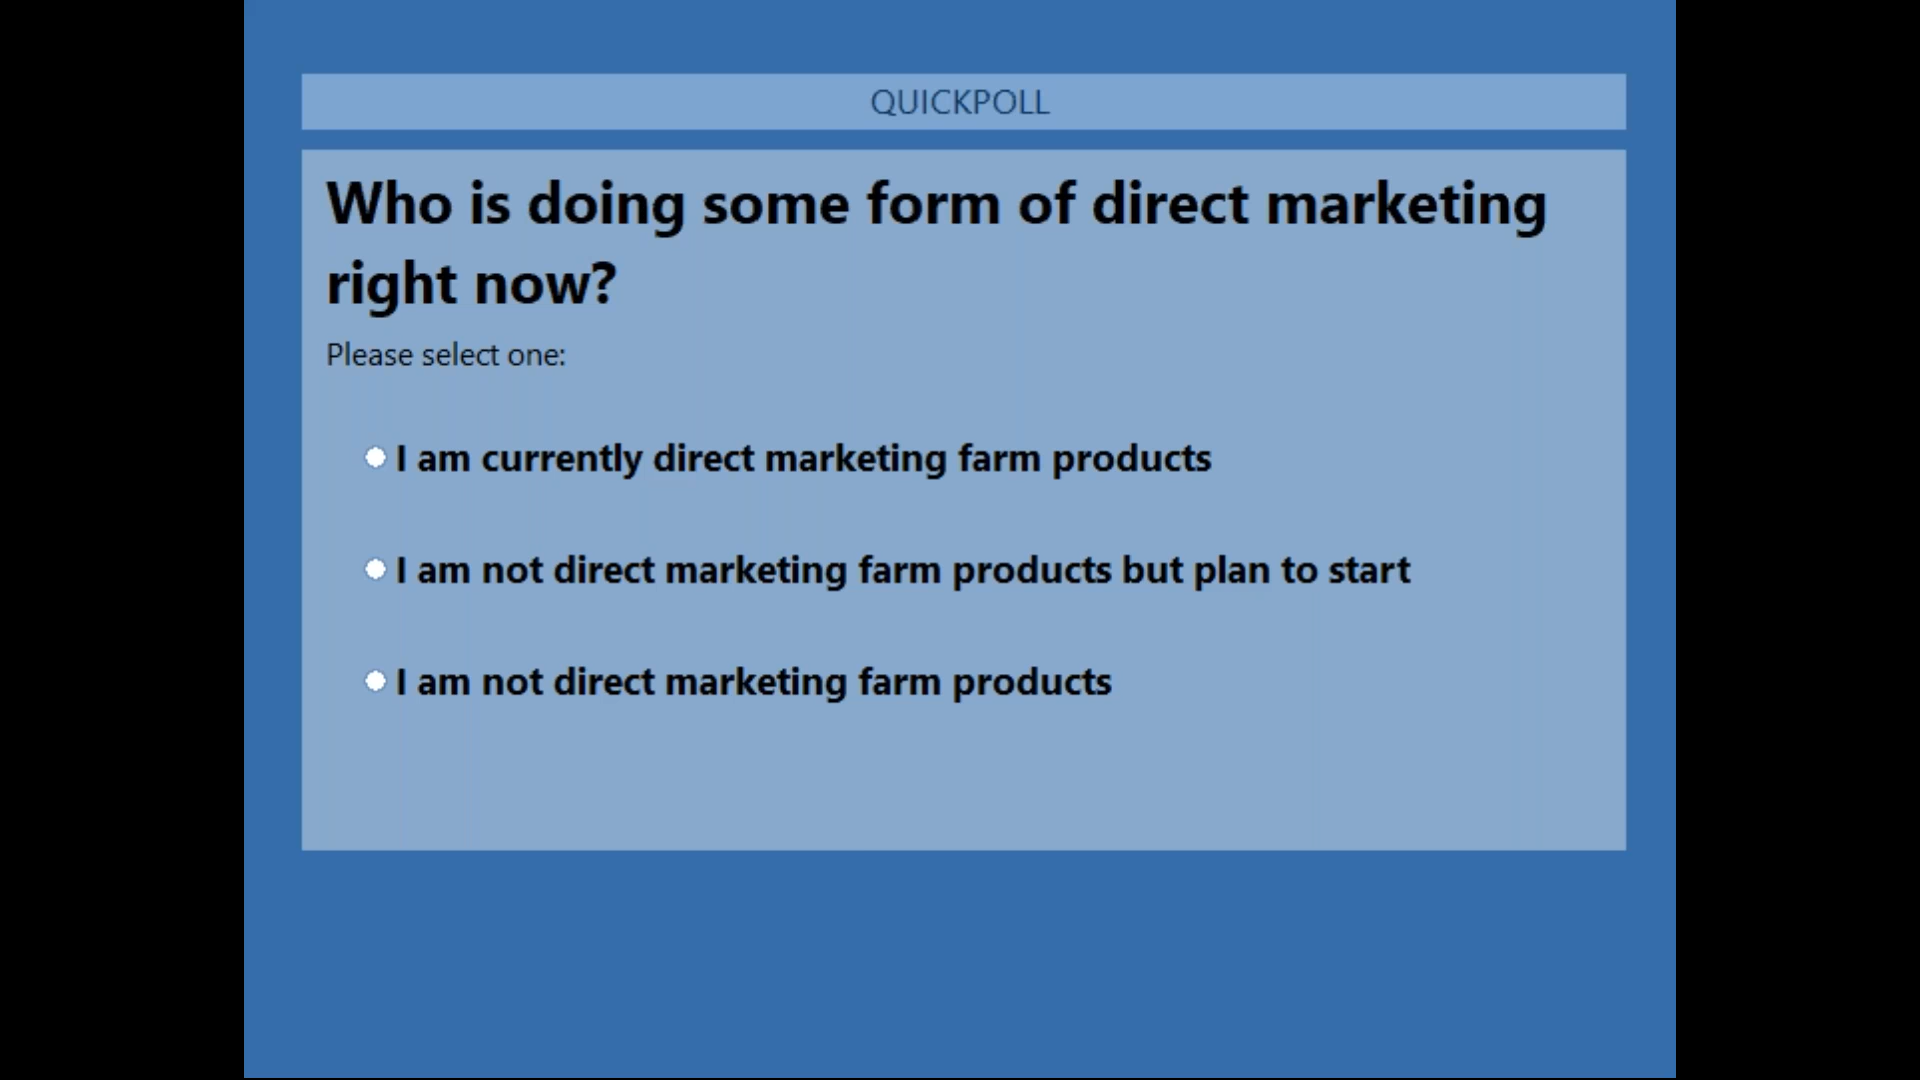 QUICKPOLL
Who is doing some form of direct marketing
right now?
Please select one:
I am currently direct marketing farm products
I am not direct marketing farm products but plan to start
I am not direct marketing farm products